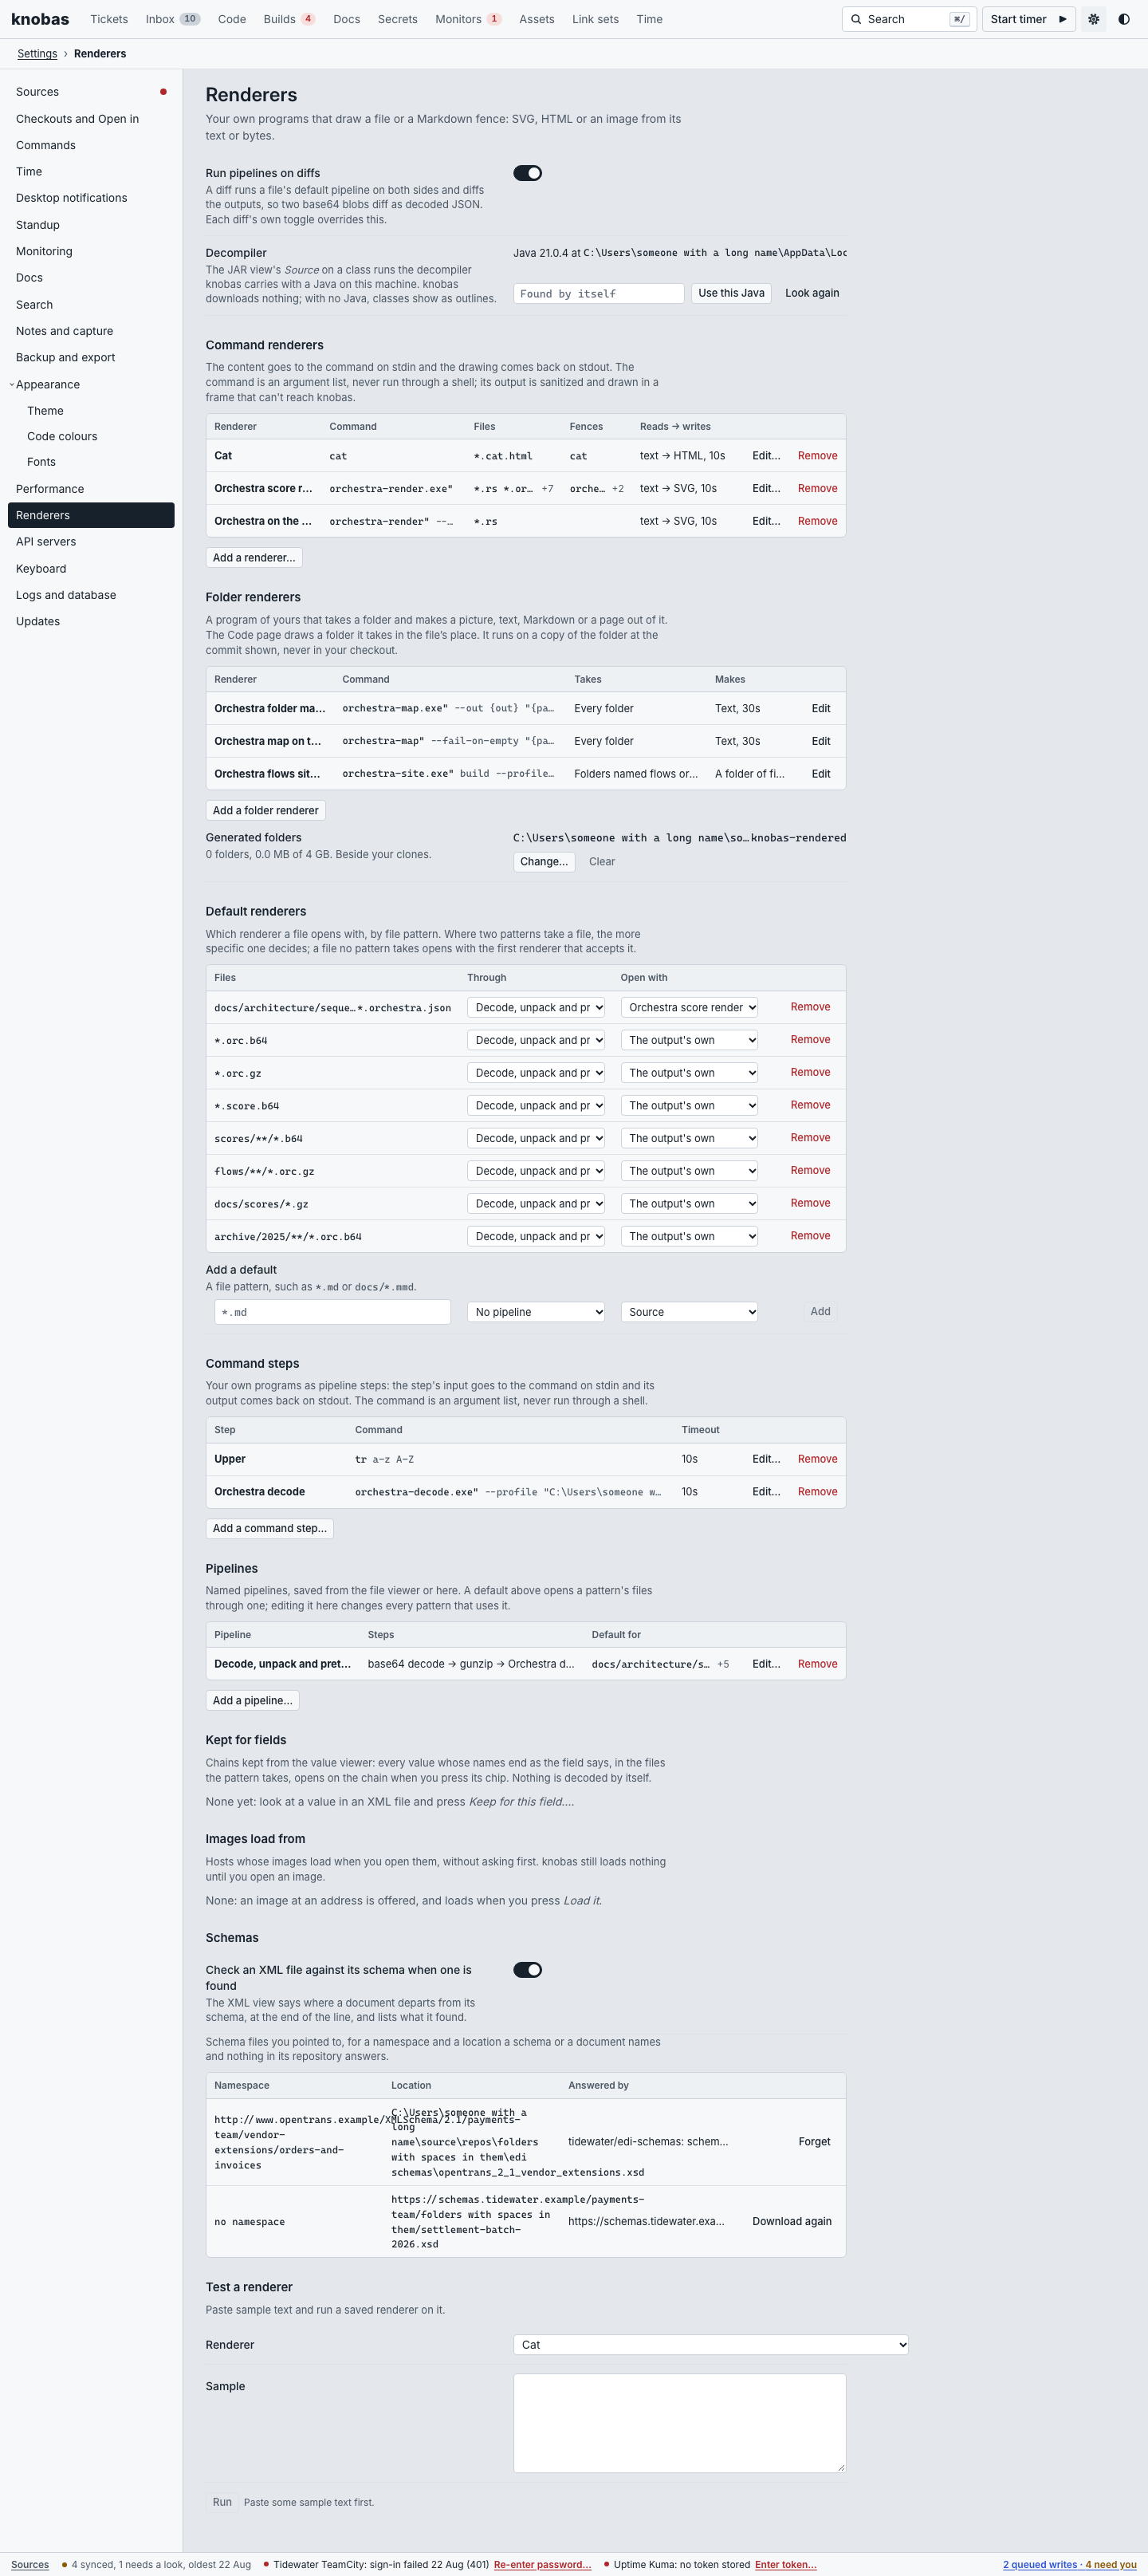 knobas Tickets Inbox 10 Code Builds 4 Docs Secrets Monitors 1 Assets Link sets Time Search ⌘/ Start timer
Settings › Renderers
Sources
Checkouts and Open in
Commands
Time
Desktop notifications
Standup
Monitoring
Docs
Search
Notes and capture
Backup and export
Appearance
Theme
Code colours
Fonts
Performance
Renderers
API servers
Keyboard
Logs and database
Updates
Renderers
Your own programs that draw a file or a Markdown fence: SVG, HTML or an image from its
text or bytes.
Run pipelines on diffs
A diff runs a file's default pipeline on both sides and diffs
the outputs, so two base64 blobs diff as decoded JSON.
Each diff's own toggle overrides this.
Decompiler
The JAR view's Source on a class runs the decompiler
knobas carries with a Java on this machine. knobas
downloads nothing; with no Java, classes show as outlines.
Java 21.0.4 at C:\Users\someone with a long name\AppData\Loc
Found by itself Use this Java Look again
Command renderers
The content goes to the command on stdin and the drawing comes back on stdout. The
command is an argument list, never run through a shell; its output is sanitized and drawn in a
frame that can't reach knobas.
Renderer Command Files Fences Reads → writes
Cat cat *.cat.html cat text → HTML, 10s Edit… Remove
Orchestra score r… orchestra-render.exe" *.rs *.or… +7 orche… +2 text → SVG, 10s Edit… Remove
Orchestra on the … orchestra-render" --… *.rs text → SVG, 10s Edit… Remove
Add a renderer…
Folder renderers
A program of yours that takes a folder and makes a picture, text, Markdown or a page out of it.
The Code page draws a folder it takes in the file's place. It runs on a copy of the folder at the
commit shown, never in your checkout.
Renderer Command Takes Makes
Orchestra folder ma… orchestra-map.exe" --out {out} "{pa… Every folder Text, 30s Edit
Orchestra map on t… orchestra-map" --fail-on-empty "{pa… Every folder Text, 30s Edit
Orchestra flows sit… orchestra-site.exe" build --profile… Folders named flows or… A folder of fi… Edit
Add a folder renderer
Generated folders
0 folders, 0.0 MB of 4 GB. Beside your clones.
C:\Users\someone with a long name\so…knobas-rendered
Change… Clear
Default renderers
Which renderer a file opens with, by file pattern. Where two patterns take a file, the more
specific one decides; a file no pattern takes opens with the first renderer that accepts it.
Files Through Open with
docs/architecture/seque…*.orchestra.json Decode, unpack and pr Orchestra score render Remove
*.orc.b64 Decode, unpack and pr The output's own Remove
*.orc.gz Decode, unpack and pr The output's own Remove
*.score.b64 Decode, unpack and pr The output's own Remove
scores/**/*.b64 Decode, unpack and pr The output's own Remove
flows/**/*.orc.gz Decode, unpack and pr The output's own Remove
docs/scores/*.gz Decode, unpack and pr The output's own Remove
archive/2025/**/*.orc.b64 Decode, unpack and pr The output's own Remove
Add a default
A file pattern, such as *.md or docs/*.mmd.
*.md No pipeline Source Add
Command steps
Your own programs as pipeline steps: the step's input goes to the command on stdin and its
output comes back on stdout. The command is an argument list, never run through a shell.
Step Command Timeout
Upper tr a-z A-Z 10s Edit… Remove
Orchestra decode orchestra-decode.exe" --profile "C:\Users\someone w… 10s Edit… Remove
Add a command step…
Pipelines
Named pipelines, saved from the file viewer or here. A default above opens a pattern's files
through one; editing it here changes every pattern that uses it.
Pipeline Steps Default for
Decode, unpack and pret… base64 decode → gunzip → Orchestra d… docs/architecture/s… +5 Edit… Remove
Add a pipeline…
Kept for fields
Chains kept from the value viewer: every value whose names end as the field says, in the files
the pattern takes, opens on the chain when you press its chip. Nothing is decoded by itself.
None yet: look at a value in an XML file and press Keep for this field….
Images load from
Hosts whose images load when you open them, without asking first. knobas still loads nothing
until you open an image.
None: an image at an address is offered, and loads when you press Load it.
Schemas
Check an XML file against its schema when one is
found
The XML view says where a document departs from its
schema, at the end of the line, and lists what it found.
Schema files you pointed to, for a namespace and a location a schema or a document names
and nothing in its repository answers.
Namespace Location Answered by
http://www.opentrans.example/XMLSchema/2.1/payments-
team/vendor-
extensions/orders-and-
invoices
C:\Users\someone with a
long
name\source\repos\folders
with spaces in them\edi
schemas\opentrans_2_1_vendor_extensions.xsd
tidewater/edi-schemas: schem… Forget
no namespace
https://schemas.tidewater.example/payments-
team/folders with spaces in
them/settlement-batch-
2026.xsd
https://schemas.tidewater.exa… Download again
Test a renderer
Paste sample text and run a saved renderer on it.
Renderer Cat
Sample
Run Paste some sample text first.
Sources 4 synced, 1 needs a look, oldest 22 Aug Tidewater TeamCity: sign-in failed 22 Aug (401) Re-enter password… Uptime Kuma: no token stored Enter token… 2 queued writes · 4 need you